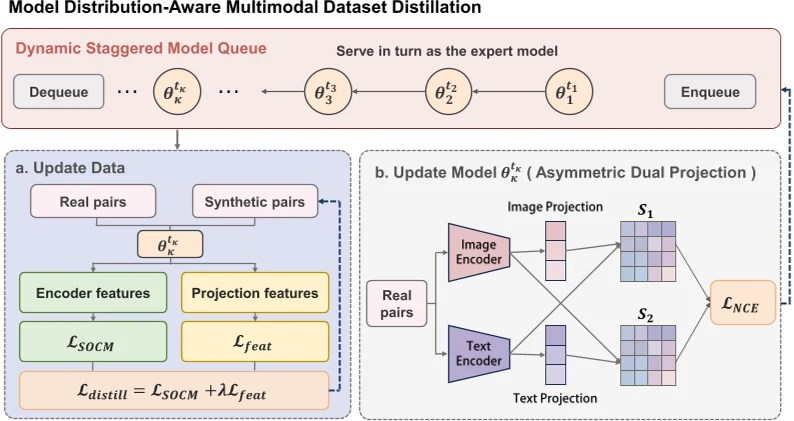 Model Distribution-Aware Multimodal Dataset Distillation
Dynamic Staggered Model Queue
Serve in turn as the expert model
Dequeue
⋯
θ_κ^{t_κ}
⋯
θ_3^{t_3}
θ_2^{t_2}
θ_1^{t_1}
Enqueue
a. Update Data
Real pairs
Synthetic pairs
θ_κ^{t_κ}
Encoder features
Projection features
ℒ_SOCM
ℒ_feat
ℒ_distill = ℒ_SOCM + λℒ_feat
b. Update Model θ_κ^{t_κ} ( Asymmetric Dual Projection )
Image Projection
S_1
Image
Encoder
Real
pairs
ℒ_NCE
S_2
Text
Encoder
Text Projection